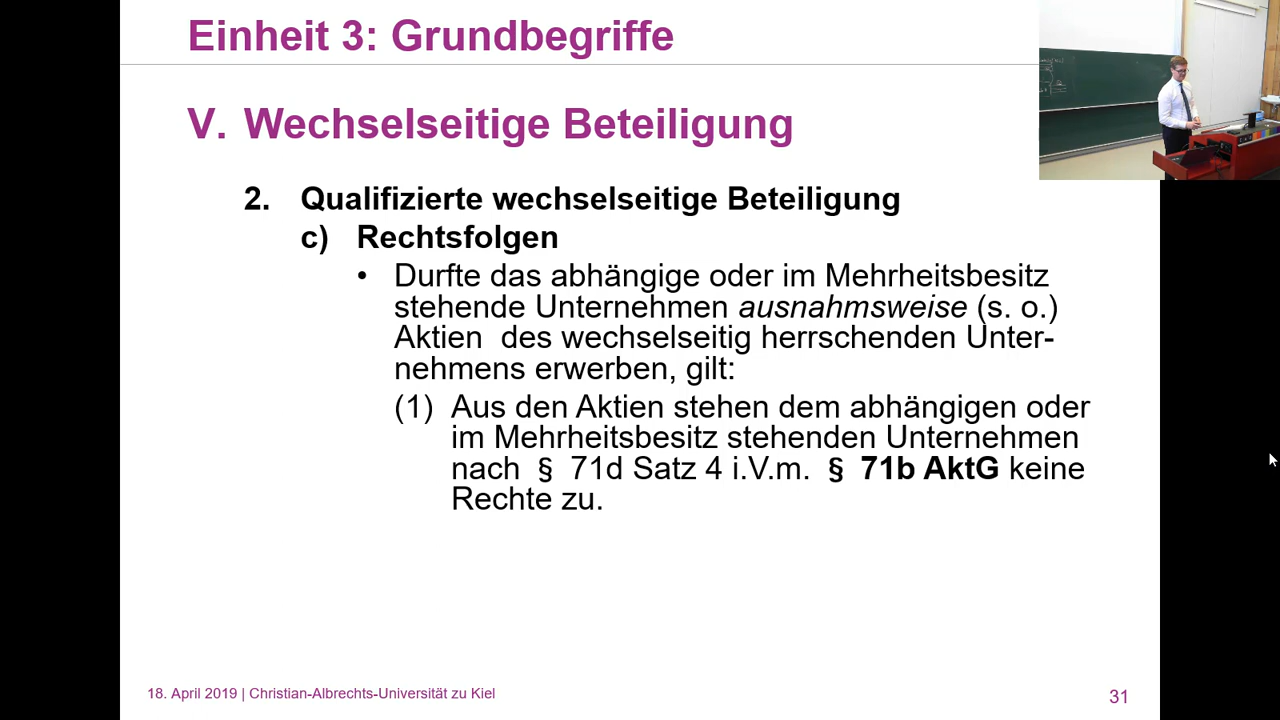 Einheit 3: Grundbegriffe
V. Wechselseitige Beteiligung
2. Qualifizierte wechselseitige Beteiligung
c) Rechtsfolgen
• Durfte das abhängige oder im Mehrheitsbesitz
stehende Unternehmen ausnahmsweise (s. o.)
Aktien des wechselseitig herrschenden Unter-
nehmens erwerben, gilt:
(1) Aus den Aktien stehen dem abhängigen oder
im Mehrheitsbesitz stehenden Unternehmen
nach § 71d Satz 4 i.V.m. § 71b AktG keine
Rechte zu.
18. April 2019 | Christian-Albrechts-Universität zu Kiel
31